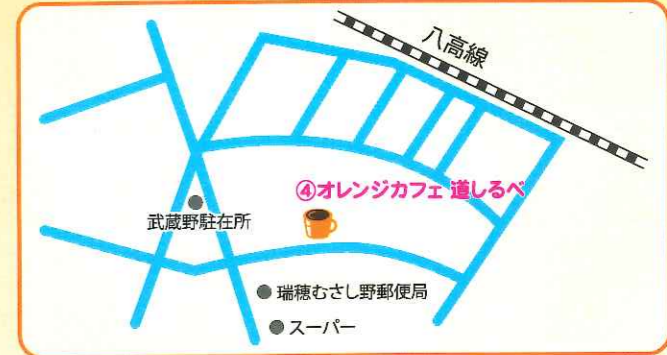 八高線
④オレンジカフェ 道しるべ
武蔵野駐在所
瑞穂むさし野郵便局
スーパー